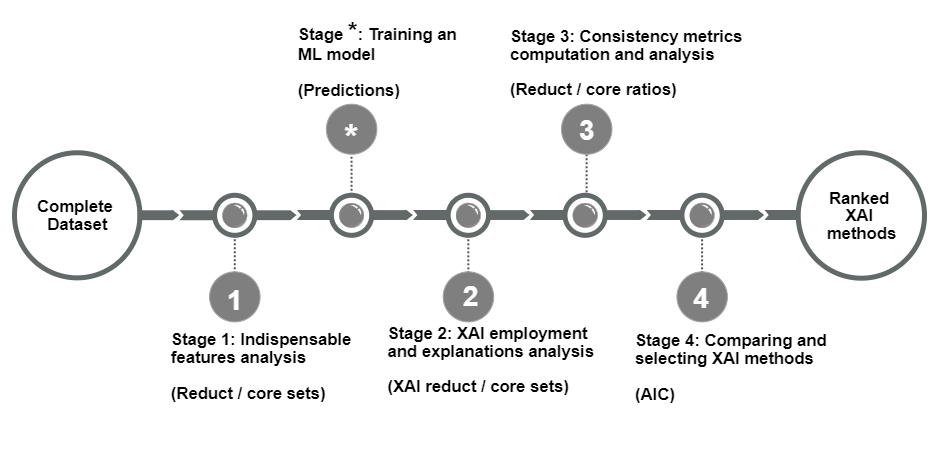 Complete
Dataset
1
Stage 1: Indispensable
features analysis
(Reduct / core sets)
Stage *: Training an
ML model
(Predictions)
*
2
Stage 2: XAI employment
and explanations analysis
(XAI reduct / core sets)
Stage 3: Consistency metrics
computation and analysis
(Reduct / core ratios)
3
4
Stage 4: Comparing and
selecting XAI methods
(AIC)
Ranked
XAI
methods